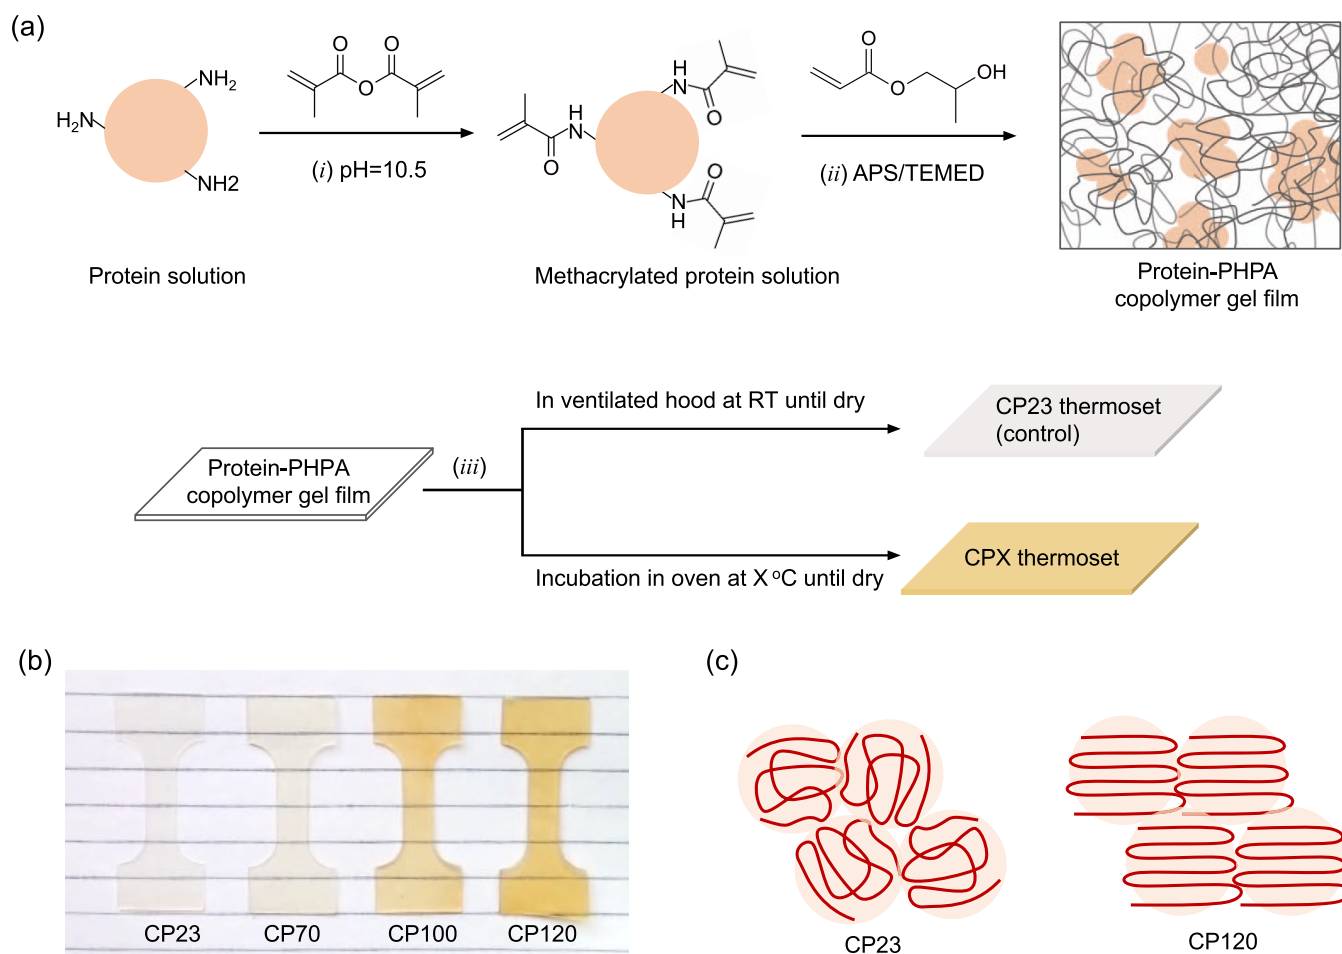 (a)
NH₂
H₂N
NH2
O
O
O
(i) pH=10.5
O
N
H
H
N
O
O
N
H
O
O
OH
(ii) APS/TEMED
Protein solution
Methacrylated protein solution
Protein-PHPA
copolymer gel film
Protein-PHPA
copolymer gel film
(iii)
In ventilated hood at RT until dry
CP23 thermoset
(control)
Incubation in oven at X °C until dry
CPX thermoset
(b)
CP23
CP70
CP100
CP120
(c)
CP23
CP120